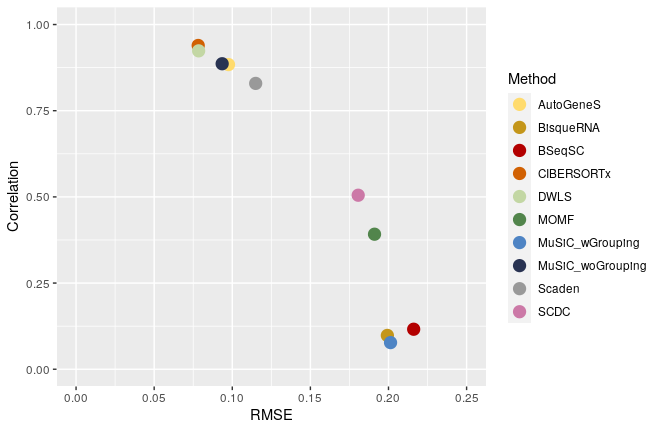 1.00
0.75
0.50
0.25
0.00
Correlation
0.00 0.05 0.10 0.15 0.20 0.25
RMSE
Method
AutoGeneS
BisqueRNA
BSeqSC
CIBERSORTx
DWLS
MOMF
MuSiC_wGrouping
MuSiC_woGrouping
Scaden
SCDC